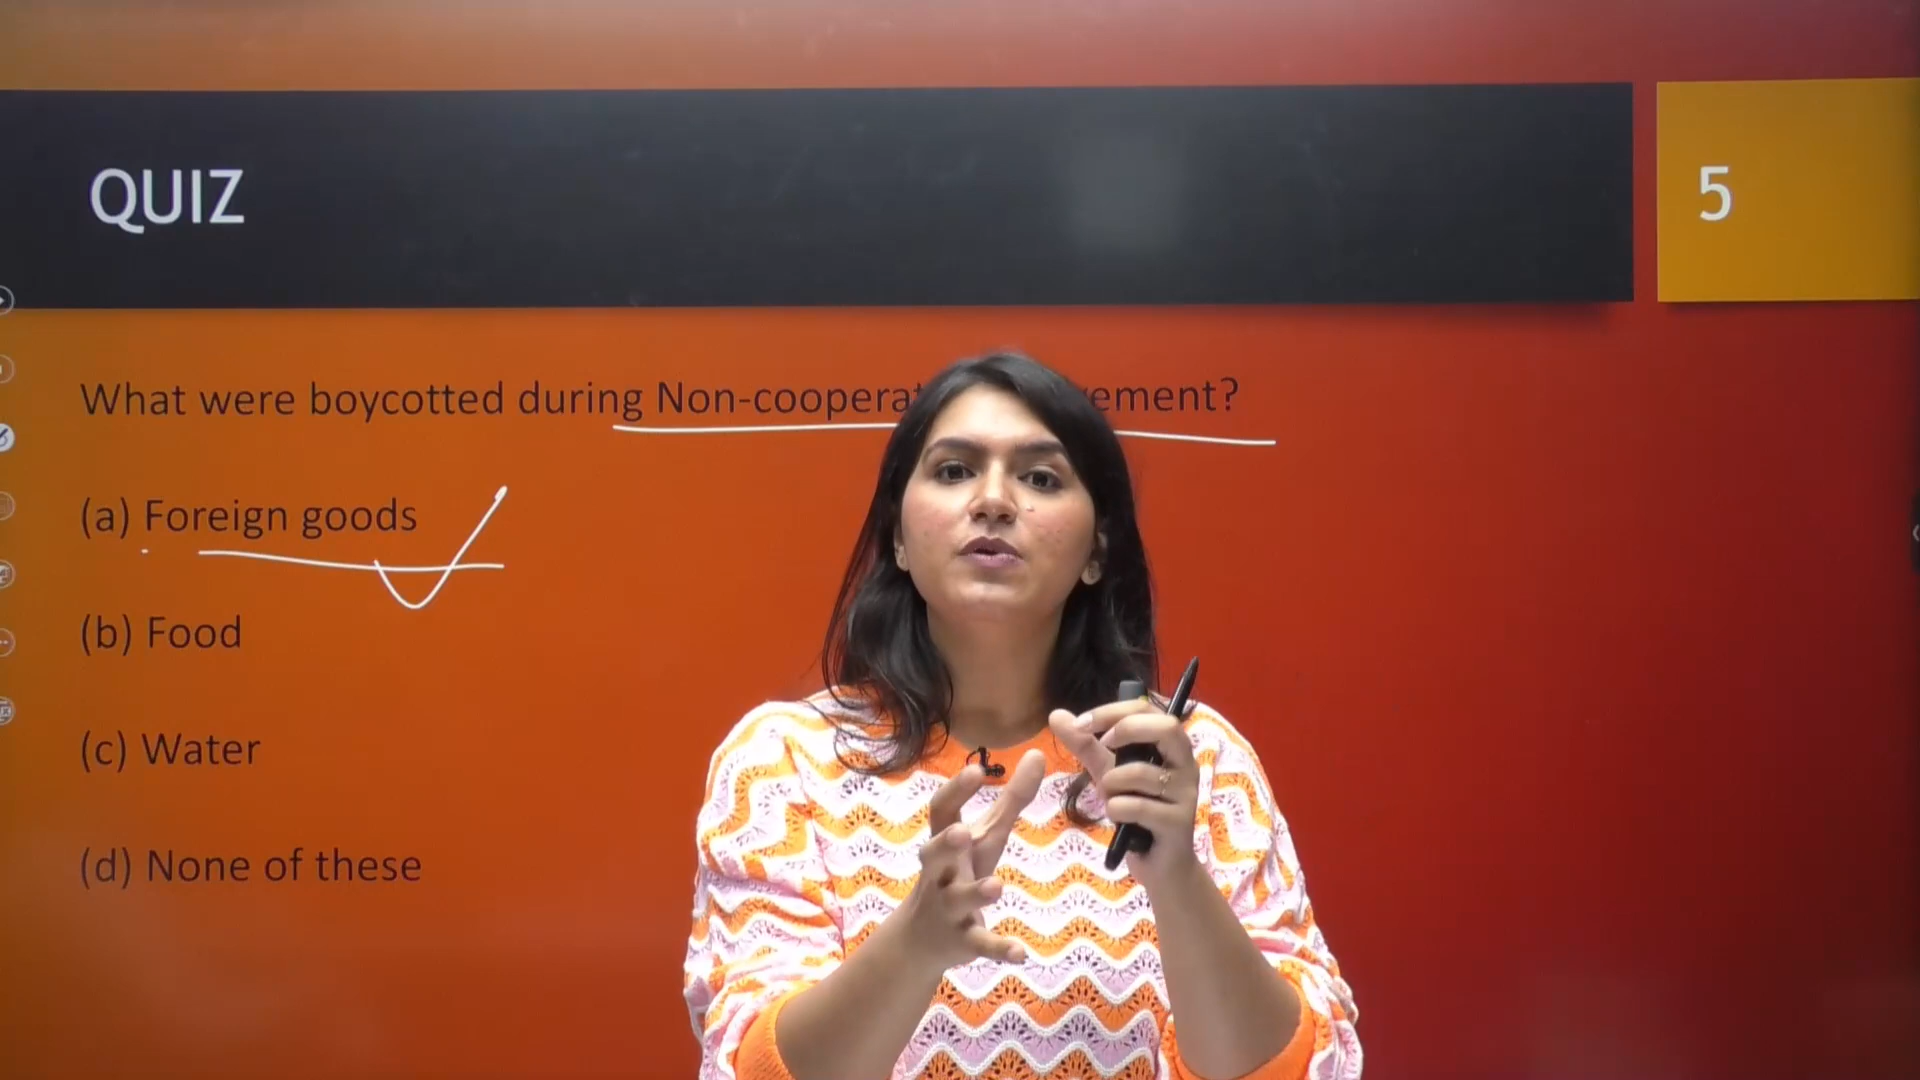 QUIZ
5
What were boycotted during Non-cooperat ement?
(a) Foreign goods
(b) Food
(c) Water
(d) None of these